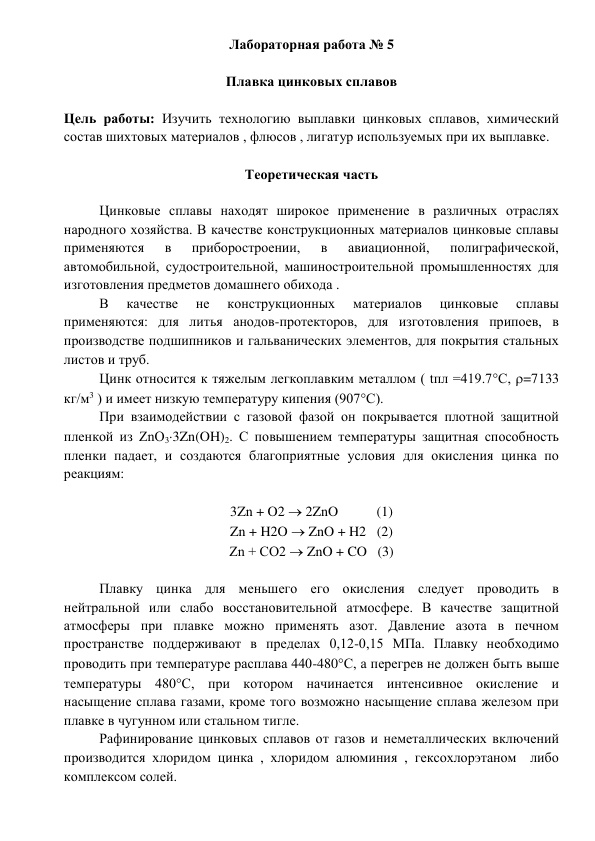 Лабораторная работа № 5
Плавка цинковых сплавов
Цель работы: Изучить технологию выплавки цинковых сплавов, химический
состав шихтовых материалов , флюсов , лигатур используемых при их выплавке.
Теоретическая часть
Цинковые сплавы находят широкое применение в различных отраслях
народного хозяйства. В качестве конструкционных материалов цинковые сплавы
применяются в приборостроении, в авиационной, полиграфической,
автомобильной, судостроительной, машиностроительной промышленностях для
изготовления предметов домашнего обихода .
В качестве не конструкционных материалов цинковые сплавы
применяются: для литья анодов-протекторов, для изготовления припоев, в
производстве подшипников и гальванических элементов, для покрытия стальных
листов и труб.
Цинк относится к тяжелым легкоплавким металлом ( tпл =419.7°С, ρ=7133
кг/м³ ) и имеет низкую температуру кипения (907°С).
При взаимодействии с газовой фазой он покрывается плотной защитной
пленкой из ZnO₃·3Zn(OH)₂. С повышением температуры защитная способность
пленки падает, и создаются благоприятные условия для окисления цинка по
реакциям:
3Zn + O2 → 2ZnO (1)
Zn + H2O → ZnO + H2 (2)
Zn + CO2 → ZnO + CO (3)
Плавку цинка для меньшего его окисления следует проводить в
нейтральной или слабо восстановительной атмосфере. В качестве защитной
атмосферы при плавке можно применять азот. Давление азота в печном
пространстве поддерживают в пределах 0,12-0,15 МПа. Плавку необходимо
проводить при температуре расплава 440-480°С, а перегрев не должен быть выше
температуры 480°С, при котором начинается интенсивное окисление и
насыщение сплава газами, кроме того возможно насыщение сплава железом при
плавке в чугунном или стальном тигле.
Рафинирование цинковых сплавов от газов и неметаллических включений
производится хлоридом цинка , хлоридом алюминия , гексохлорэтаном либо
комплексом солей.